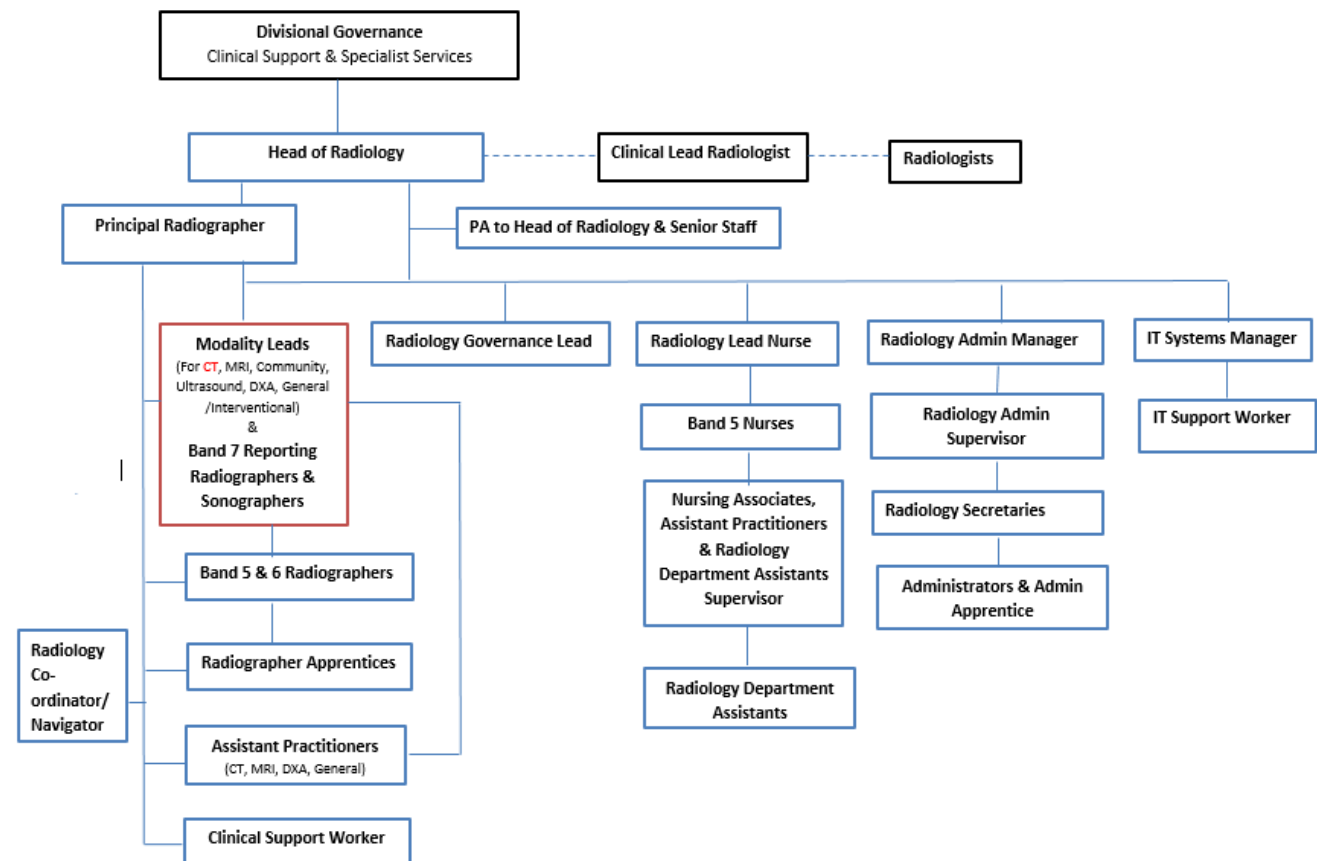 Divisional Governance
Clinical Support & Specialist Services
Head of Radiology
Clinical Lead Radiologist
Radiologists
Principal Radiographer
PA to Head of Radiology & Senior Staff
Modality Leads
(For CT, MRI, Community,
Ultrasound, DXA, General
/Interventional)
&
Band 7 Reporting
Radiographers &
Sonographers
Radiology Governance Lead
Radiology Lead Nurse
Radiology Admin Manager
IT Systems Manager
Band 5 Nurses
Radiology Admin
Supervisor
IT Support Worker
Nursing Associates,
Assistant Practitioners
& Radiology
Department Assistants
Supervisor
Radiology Secretaries
Band 5 & 6 Radiographers
Administrators & Admin
Apprentice
Radiology
Co-
ordinator/
Navigator
Radiographer Apprentices
Radiology Department
Assistants
Assistant Practitioners
(CT, MRI, DXA, General)
Clinical Support Worker